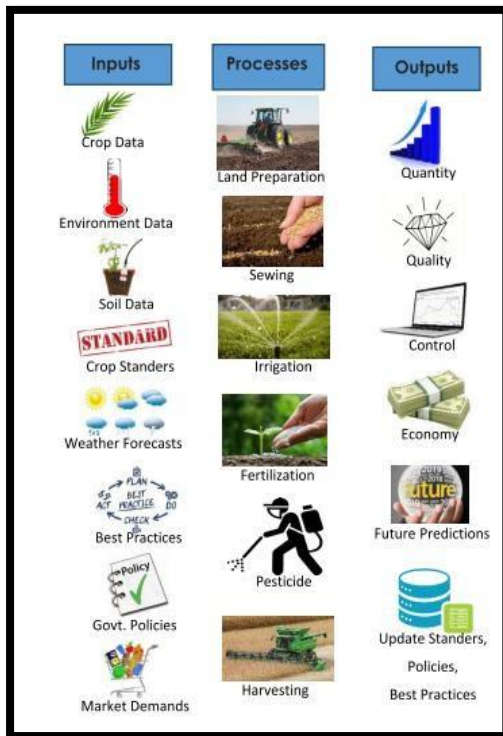 Inputs
Crop Data
Environment Data
Soil Data
STANDARD
Crop Standers
Weather Forecasts
PLAN
ACT
BEST
PRACTICE
DO
CHECK
Best Practices
Policy
Govt. Policies
Market Demands
Processes
Land Preparation
Sewing
Irrigation
Fertilization
Pesticide
Harvesting
Outputs
Quantity
Quality
Control
Economy
2019
2018
future
Future Predictions
Update Standers,
Policies,
Best Practices